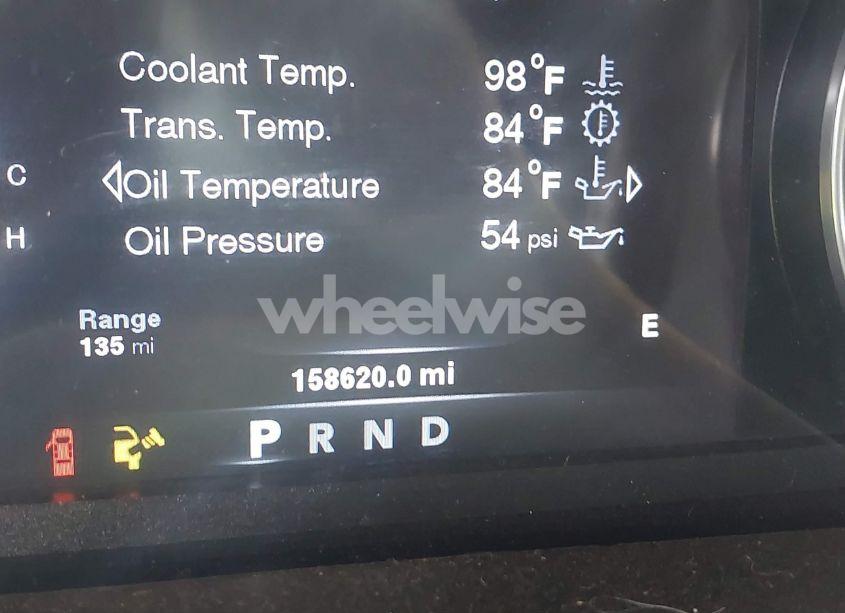 Coolant Temp. 98°F
Trans. Temp. 84°F
C
Oil Temperature 84°F
H
Oil Pressure 54 psi
wheelwise
Range
E
135 mi
158620.0 mi
P R N D